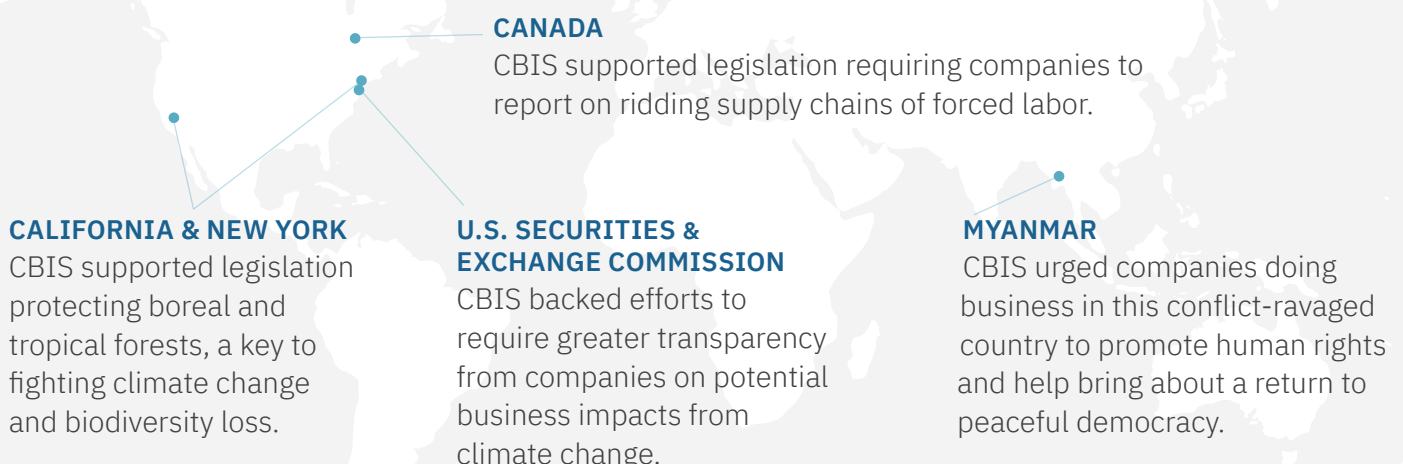 CANADA
CBIS supported legislation requiring companies to
report on ridding supply chains of forced labor.
CALIFORNIA & NEW YORK
CBIS supported legislation
protecting boreal and
tropical forests, a key to
fighting climate change
and biodiversity loss.
U.S. SECURITIES &
EXCHANGE COMMISSION
CBIS backed efforts to
require greater transparency
from companies on potential
business impacts from
climate change.
MYANMAR
CBIS urged companies doing
business in this conflict-ravaged
country to promote human rights
and help bring about a return to
peaceful democracy.